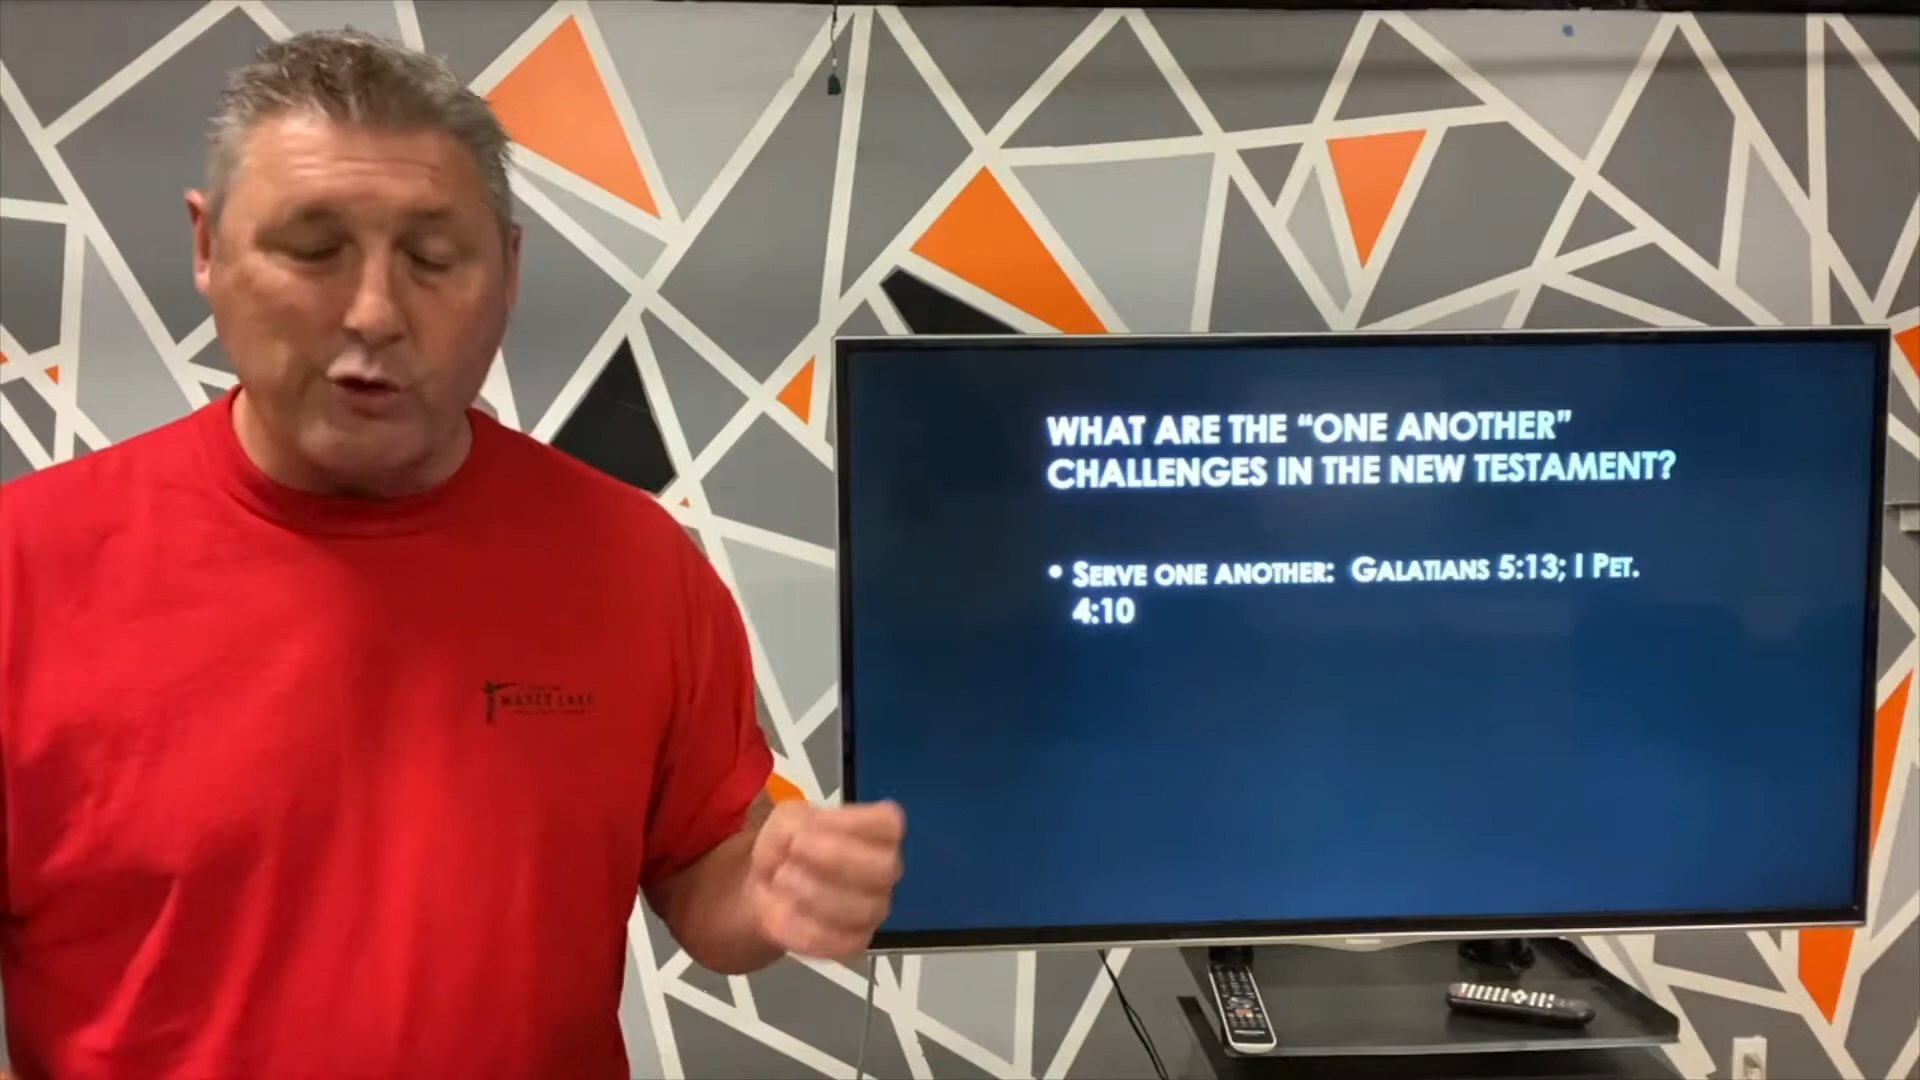 WHAT ARE THE “ONE ANOTHER”
CHALLENGES IN THE NEW TESTAMENT?
• SERVE ONE ANOTHER: GALATIANS 5:13; I PET.
4:10